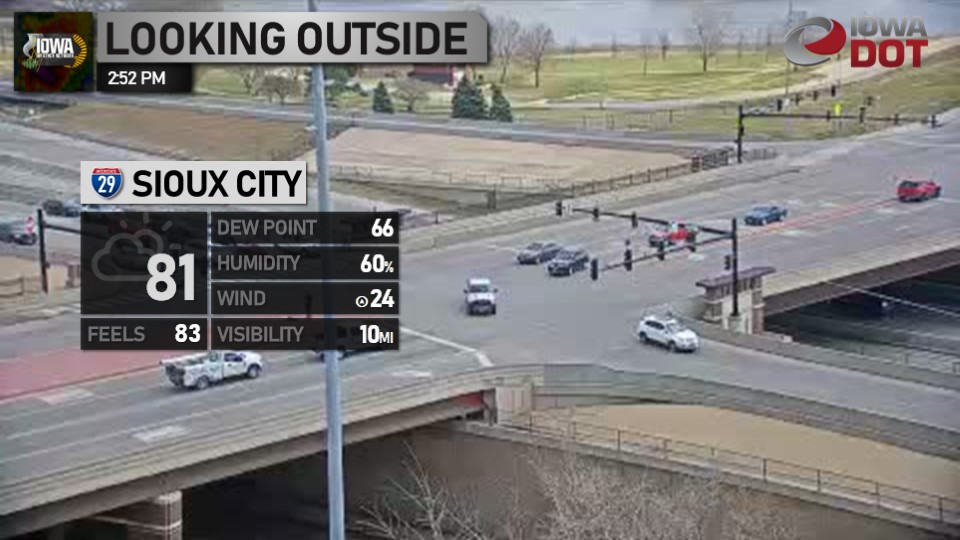 IOWA
LOOKING OUTSIDE
IOWA
DOT
2:52 PM
29
SIOUX CITY
81
DEW POINT 66
HUMIDITY 60%
WIND 24
FEELS 83
VISIBILITY 10MI